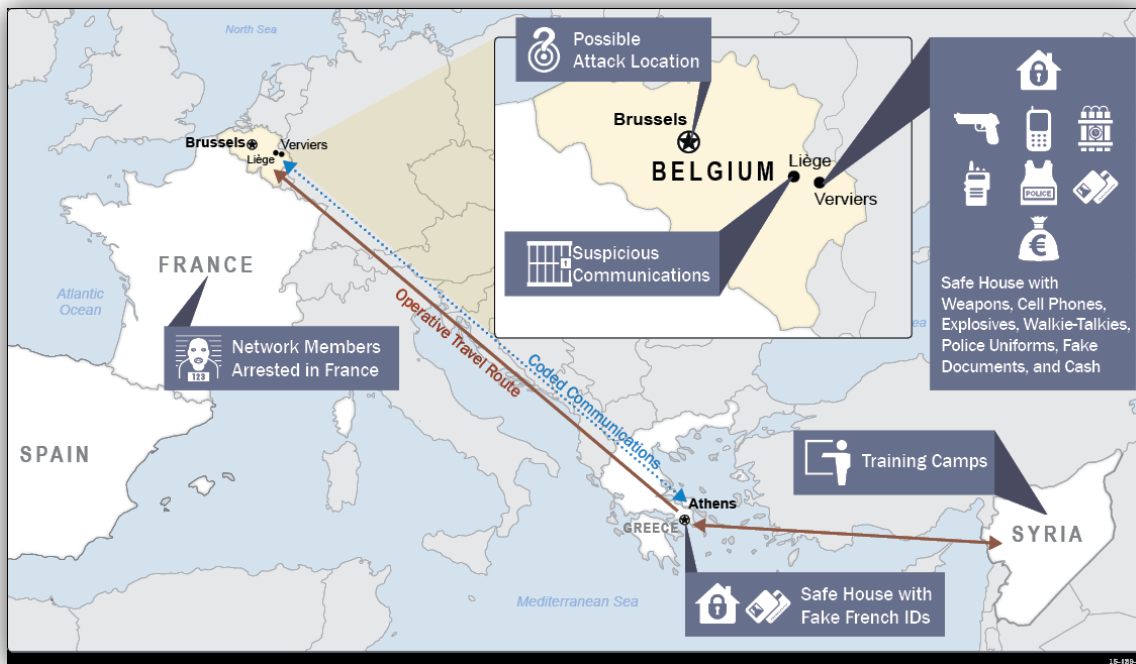 North Sea
Possible
Attack Location
Brussels
BELGIUM
Liège
Verviers
Suspicious
Communications
POLICE
€
Safe House with
Weapons, Cell Phones,
Explosives, Walkie-Talkies,
Police Uniforms, Fake
Documents, and Cash
Brussels
Liège
Verviers
FRANCE
Atlantic
Ocean
123
Network Members
Arrested in France
Operative Travel Route
Coded Communications
SPAIN
Training Camps
Athens
GREECE
SYRIA
Mediterranean Sea
Safe House with
Fake French IDs